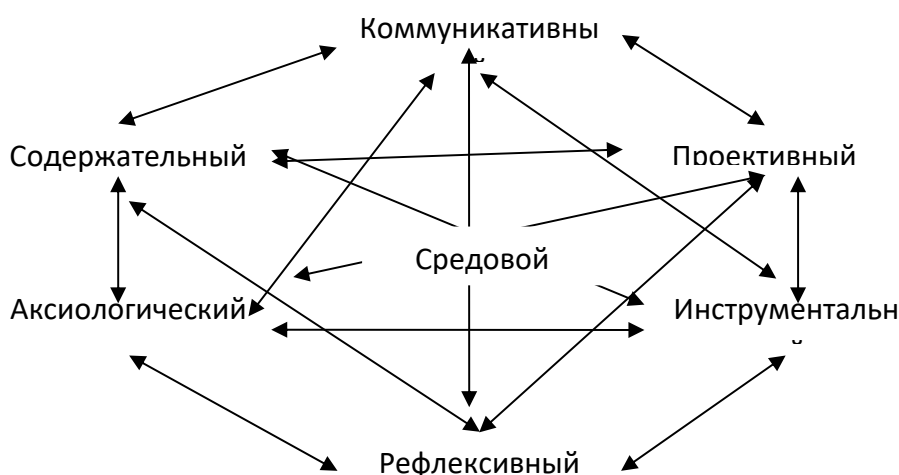 Коммуникативны
й
Содержательный
Проективный
Средовой
Аксиологический
Инструментальн
й
Рефлексивный